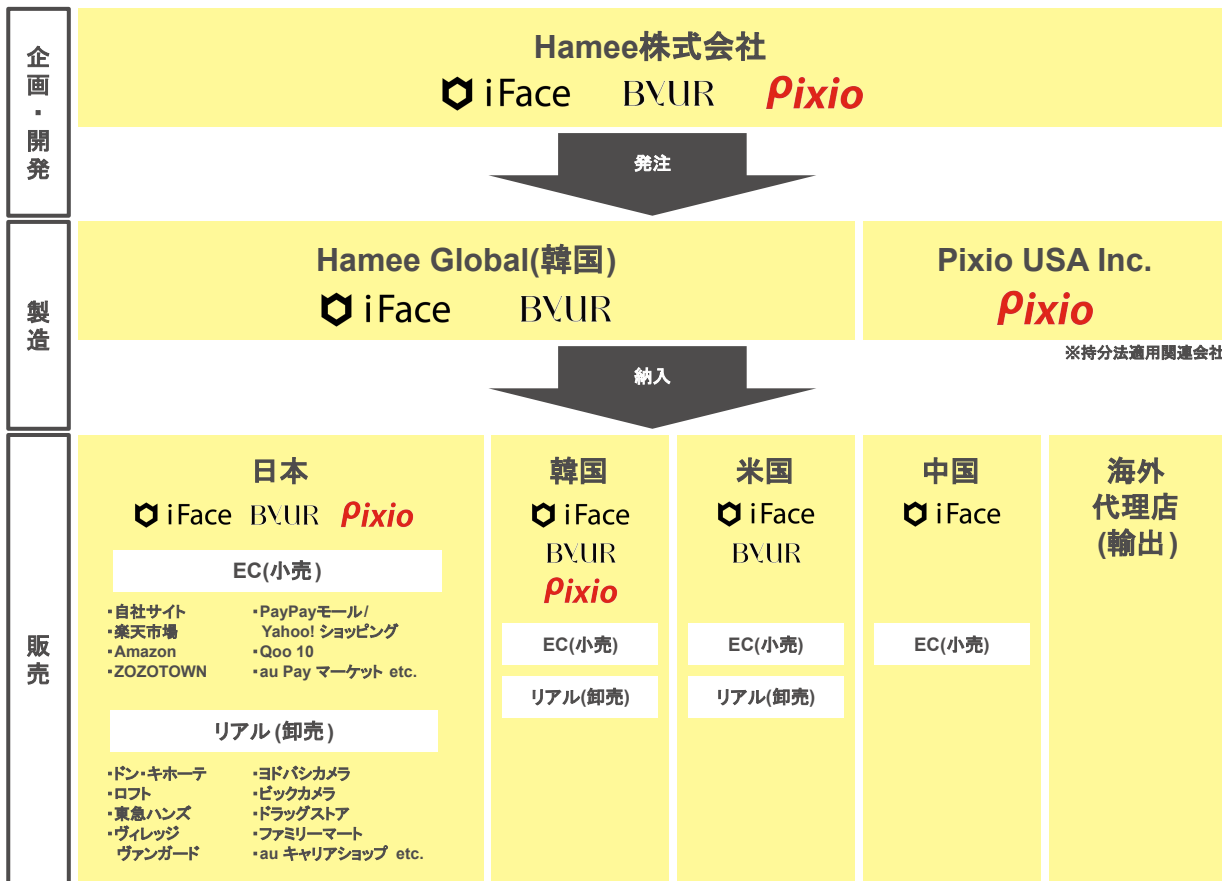 企画・開発
Hamee株式会社
iFace BYUR Pixio
発注
製造
Hamee Global(韓国)
iFace BYUR
Pixio USA Inc.
Pixio
※持分法適用関連会社
納入
販売
日本
iFace BYUR Pixio
EC(小売)
・自社サイト
・楽天市場
・Amazon
・ZOZOTOWN
・PayPayモール/
Yahoo! ショッピング
・Qoo 10
・au Pay マーケット etc.
リアル(卸売)
・ドン・キホーテ
・ロフト
・東急ハンズ
・ヴィレッジ
ヴァンガード
・ヨドバシカメラ
・ビックカメラ
・ドラッグストア
・ファミリーマート
・au キャリアショップ etc.
韓国
iFace
BYUR
Pixio
EC(小売)
リアル(卸売)
米国
iFace
BYUR
EC(小売)
リアル(卸売)
中国
iFace
EC(小売)
海外
代理店
(輸出)